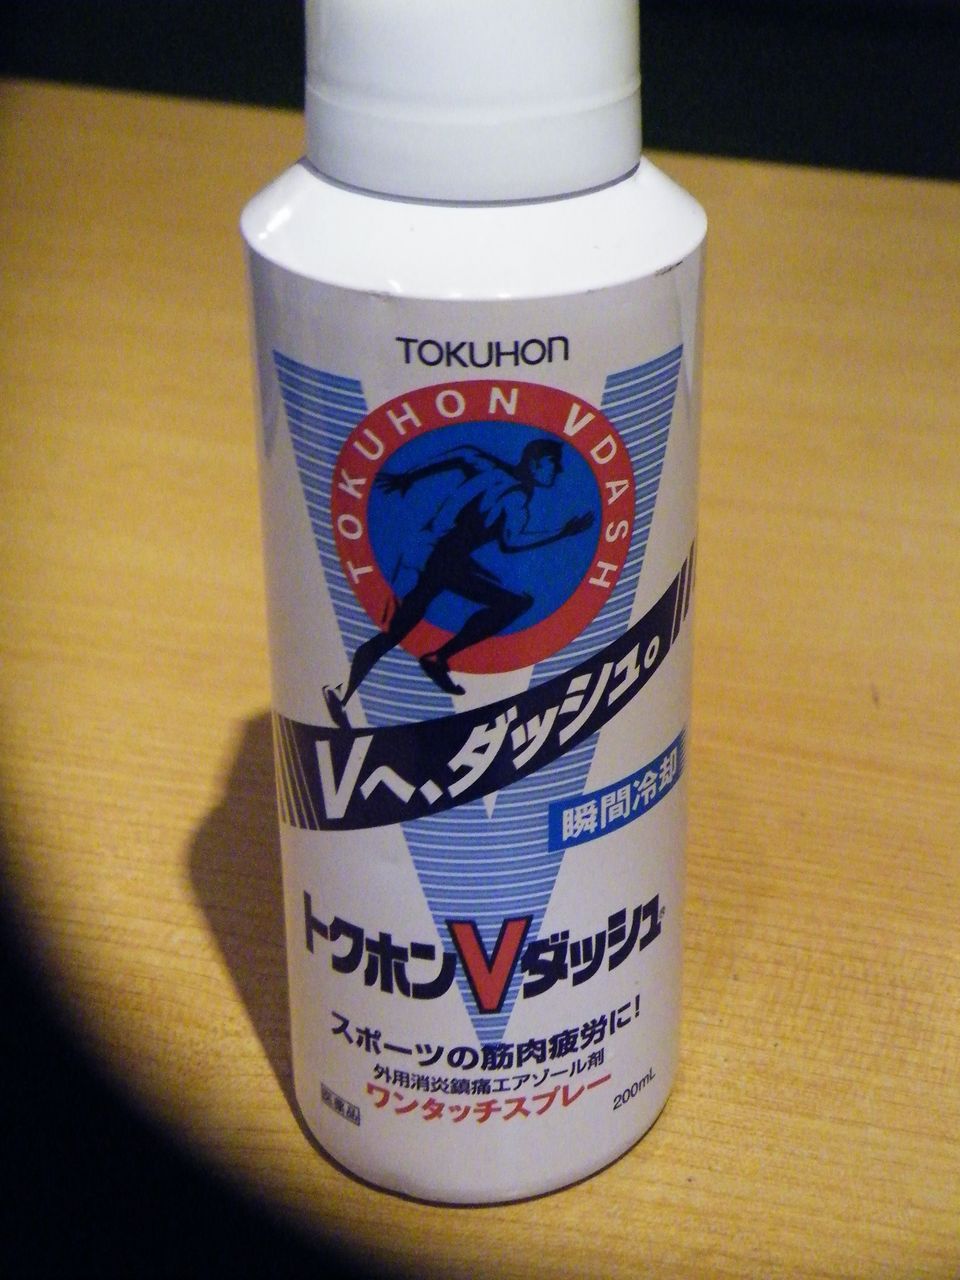 TOKUHON
TOKUHON VDASH
Vへ、ダッシュ。
瞬間冷却
トクホンVダッシュ®
スポーツの筋肉疲労に!
外用消炎鎮痛エアゾール剤
ワンタッチスプレー
医薬品
200mL